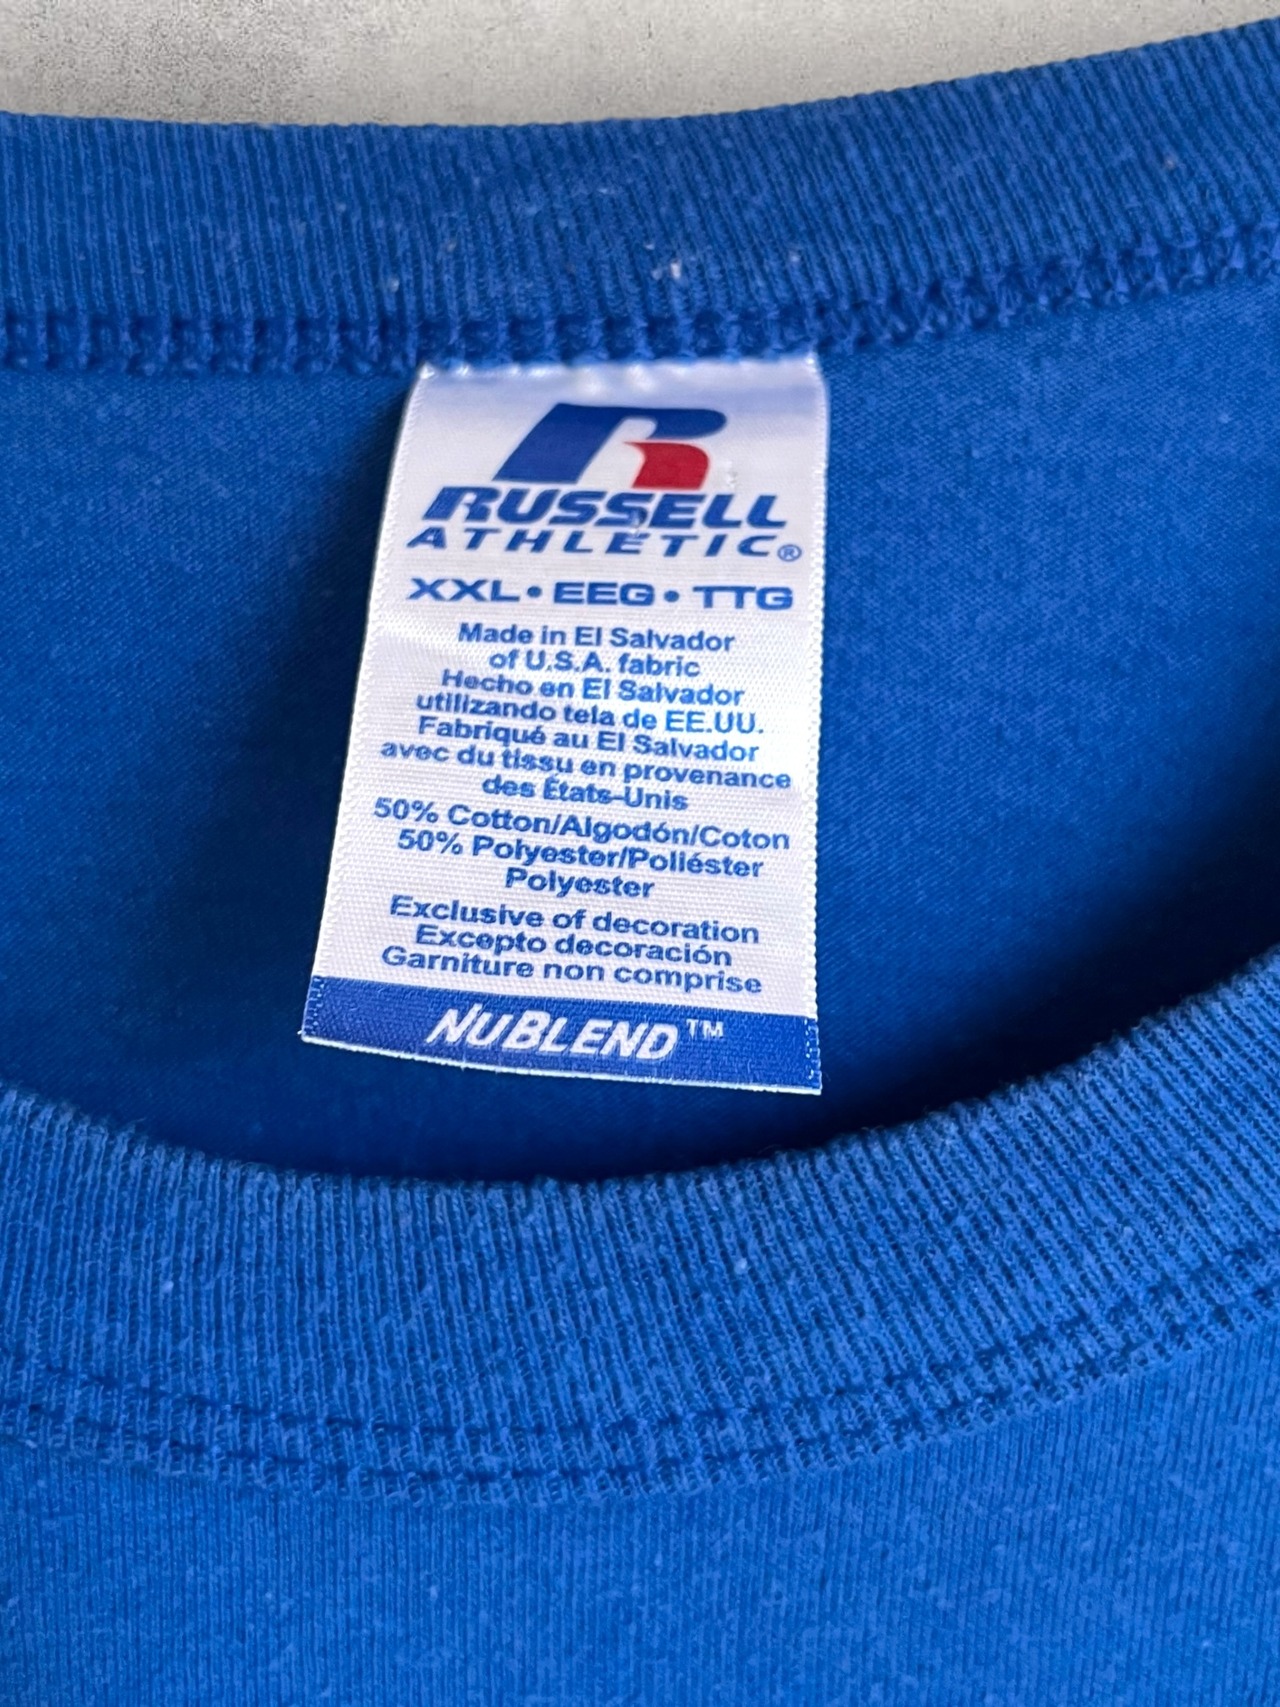 R
RUSSELL
ATHLETIC®
XXL • EEG • TTG
Made in El Salvador
of U.S.A. fabric
Hecho en El Salvador
utilizando tela de EE.UU.
Fabriqué au El Salvador
avec du tissu en provenance
des États-Unis
50% Cotton/Algodón/Coton
50% Polyester/Poliéster
Polyester
Exclusive of decoration
Excepto decoración
Garniture non comprise
NUBLEND™